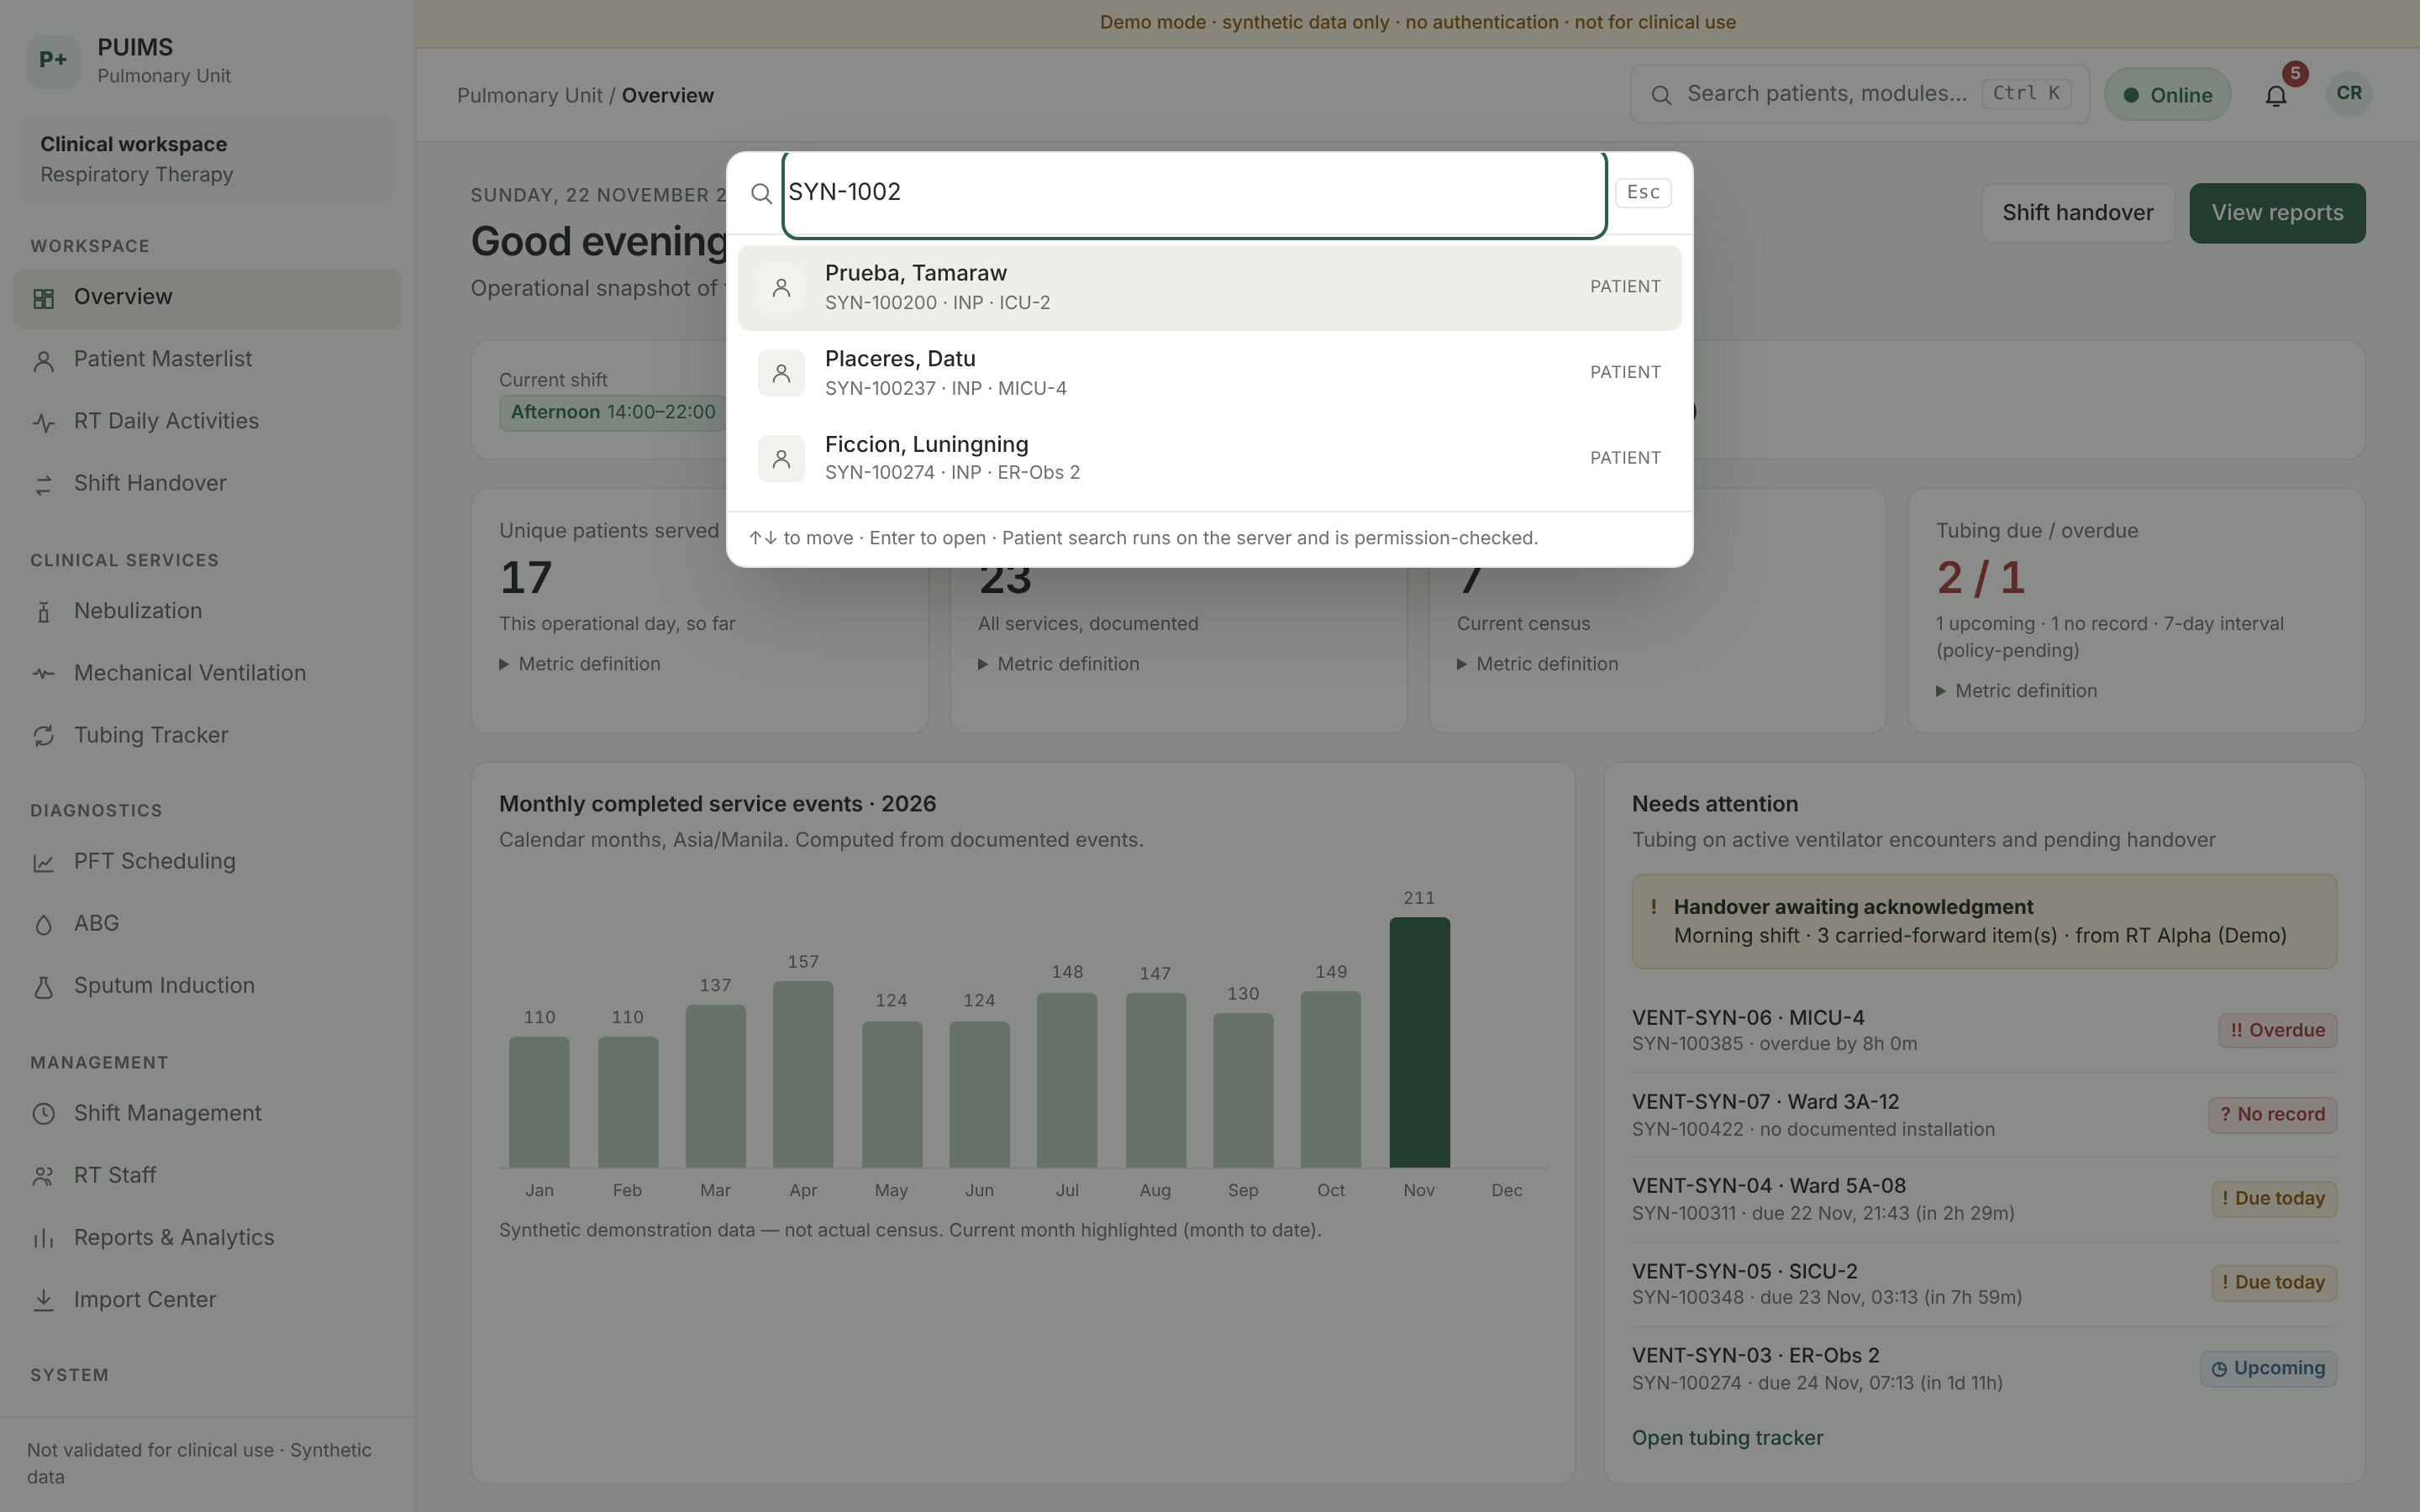 P+
PUIMS
Pulmonary Unit
Clinical workspace
Respiratory Therapy
WORKSPACE
Overview
Patient Masterlist
RT Daily Activities
Shift Handover
CLINICAL SERVICES
Nebulization
Mechanical Ventilation
Tubing Tracker
DIAGNOSTICS
PFT Scheduling
ABG
Sputum Induction
MANAGEMENT
Shift Management
RT Staff
Reports & Analytics
Import Center
SYSTEM
Not validated for clinical use · Synthetic
data
Demo mode · synthetic data only · no authentication · not for clinical use
Pulmonary Unit / Overview
Search patients, modules... Ctrl K
Online
5
CR
SUNDAY, 22 NOVEMBER
Good evening
Operational snapshot of
Shift handover
View reports
SYN-1002
Esc
Prueba, Tamaraw
SYN-100200 · INP · ICU-2
PATIENT
Placeres, Datu
SYN-100237 · INP · MICU-4
PATIENT
Ficcion, Luningning
SYN-100274 · INP · ER-Obs 2
PATIENT
↑↓ to move · Enter to open · Patient search runs on the server and is permission-checked.
Current shift
Afternoon 14:00–22:00
Unique patients served
17
This operational day, so far
▶ Metric definition
23
All services, documented
▶ Metric definition
7
Current census
▶ Metric definition
Tubing due / overdue
2 / 1
1 upcoming · 1 no record · 7-day interval
(policy-pending)
▶ Metric definition
Monthly completed service events · 2026
Calendar months, Asia/Manila. Computed from documented events.
110 110 137 157 124 124 148 147 130 149 211
Jan Feb Mar Apr May Jun Jul Aug Sep Oct Nov Dec
Synthetic demonstration data — not actual census. Current month highlighted (month to date).
Needs attention
Tubing on active ventilator encounters and pending handover
! Handover awaiting acknowledgment
Morning shift · 3 carried-forward item(s) · from RT Alpha (Demo)
VENT-SYN-06 · MICU-4
SYN-100385 · overdue by 8h 0m
!! Overdue
VENT-SYN-07 · Ward 3A-12
SYN-100422 · no documented installation
? No record
VENT-SYN-04 · Ward 5A-08
SYN-100311 · due 22 Nov, 21:43 (in 2h 29m)
! Due today
VENT-SYN-05 · SICU-2
SYN-100348 · due 23 Nov, 03:13 (in 7h 59m)
! Due today
VENT-SYN-03 · ER-Obs 2
SYN-100274 · due 24 Nov, 07:13 (in 1d 11h)
Upcoming
Open tubing tracker